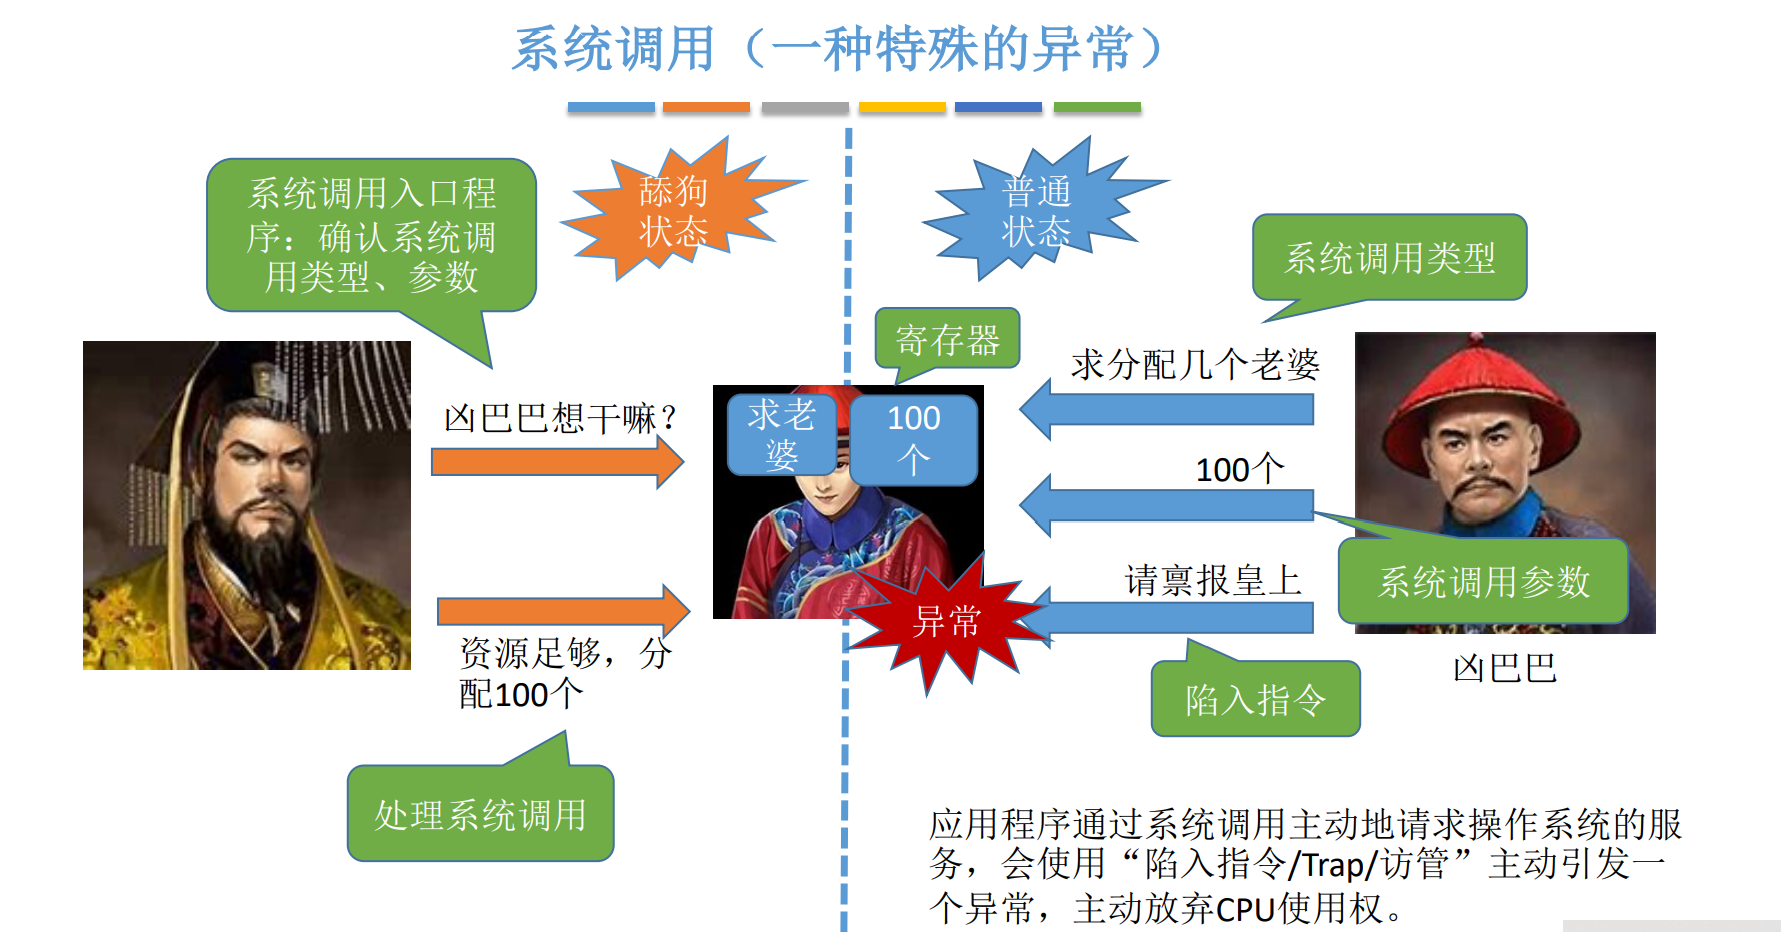 系统调用（一种特殊的异常）
系统调用入口程
序：确认系统调
用类型、参数
舔狗
状态
普通
状态
系统调用类型
寄存器
求分配几个老婆
凶巴巴想干嘛？
求老
婆
100
个
100个
请禀报皇上
系统调用参数
异常
资源足够，分
配100个
凶巴巴
陷入指令
处理系统调用
应用程序通过系统调用主动地请求操作系统的服
务，会使用“陷入指令/Trap/访管”主动引发一
个异常，主动放弃CPU使用权。